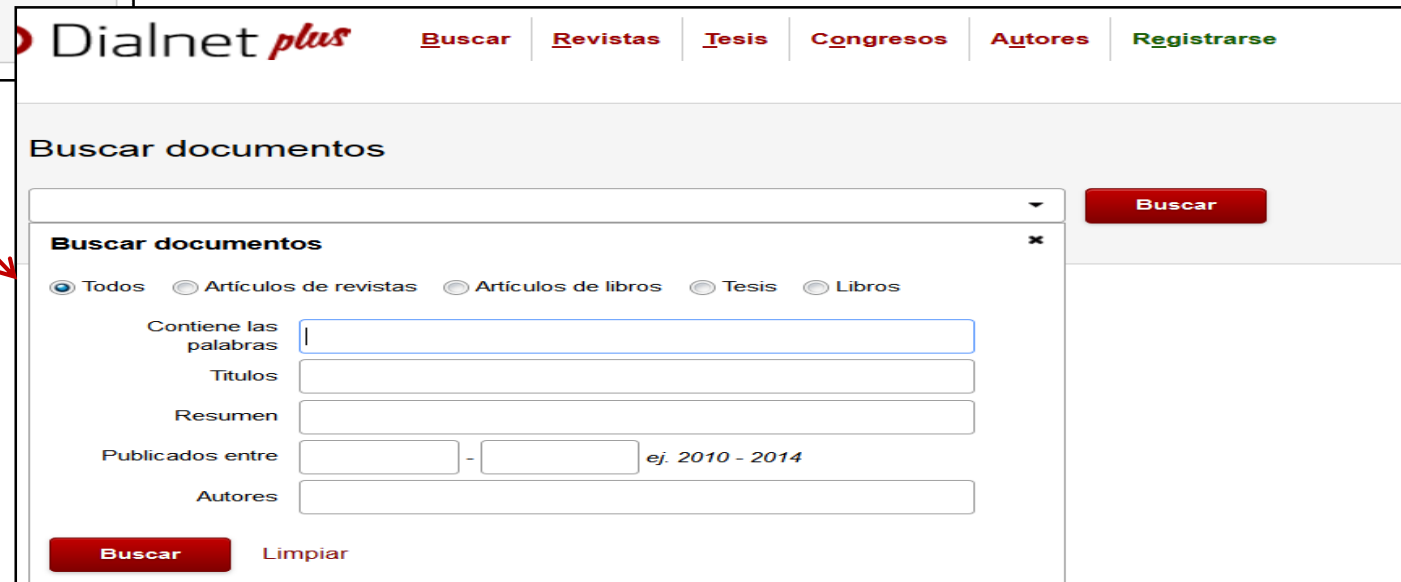 Dialnet plus Buscar Revistas Tesis Congresos Autores Registrarse
Buscar documentos
Buscar
Buscar documentos
Todos Artículos de revistas Artículos de libros Tesis Libros
Contiene las
palabras
Titulos
Resumen
Publicados entre - ej. 2010 - 2014
Autores
Buscar Limpiar